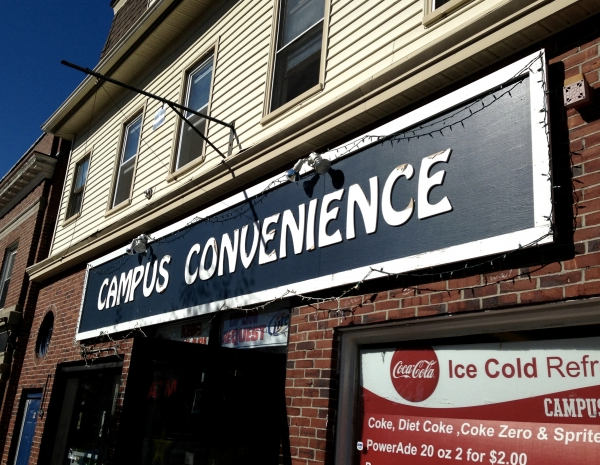 CAMPUS CONVENIENCE
Coca-Cola
Ice Cold Refr
CAMPUS
Coke, Diet Coke ,Coke Zero & Sprite
PowerAde 20 oz 2 for $2.00